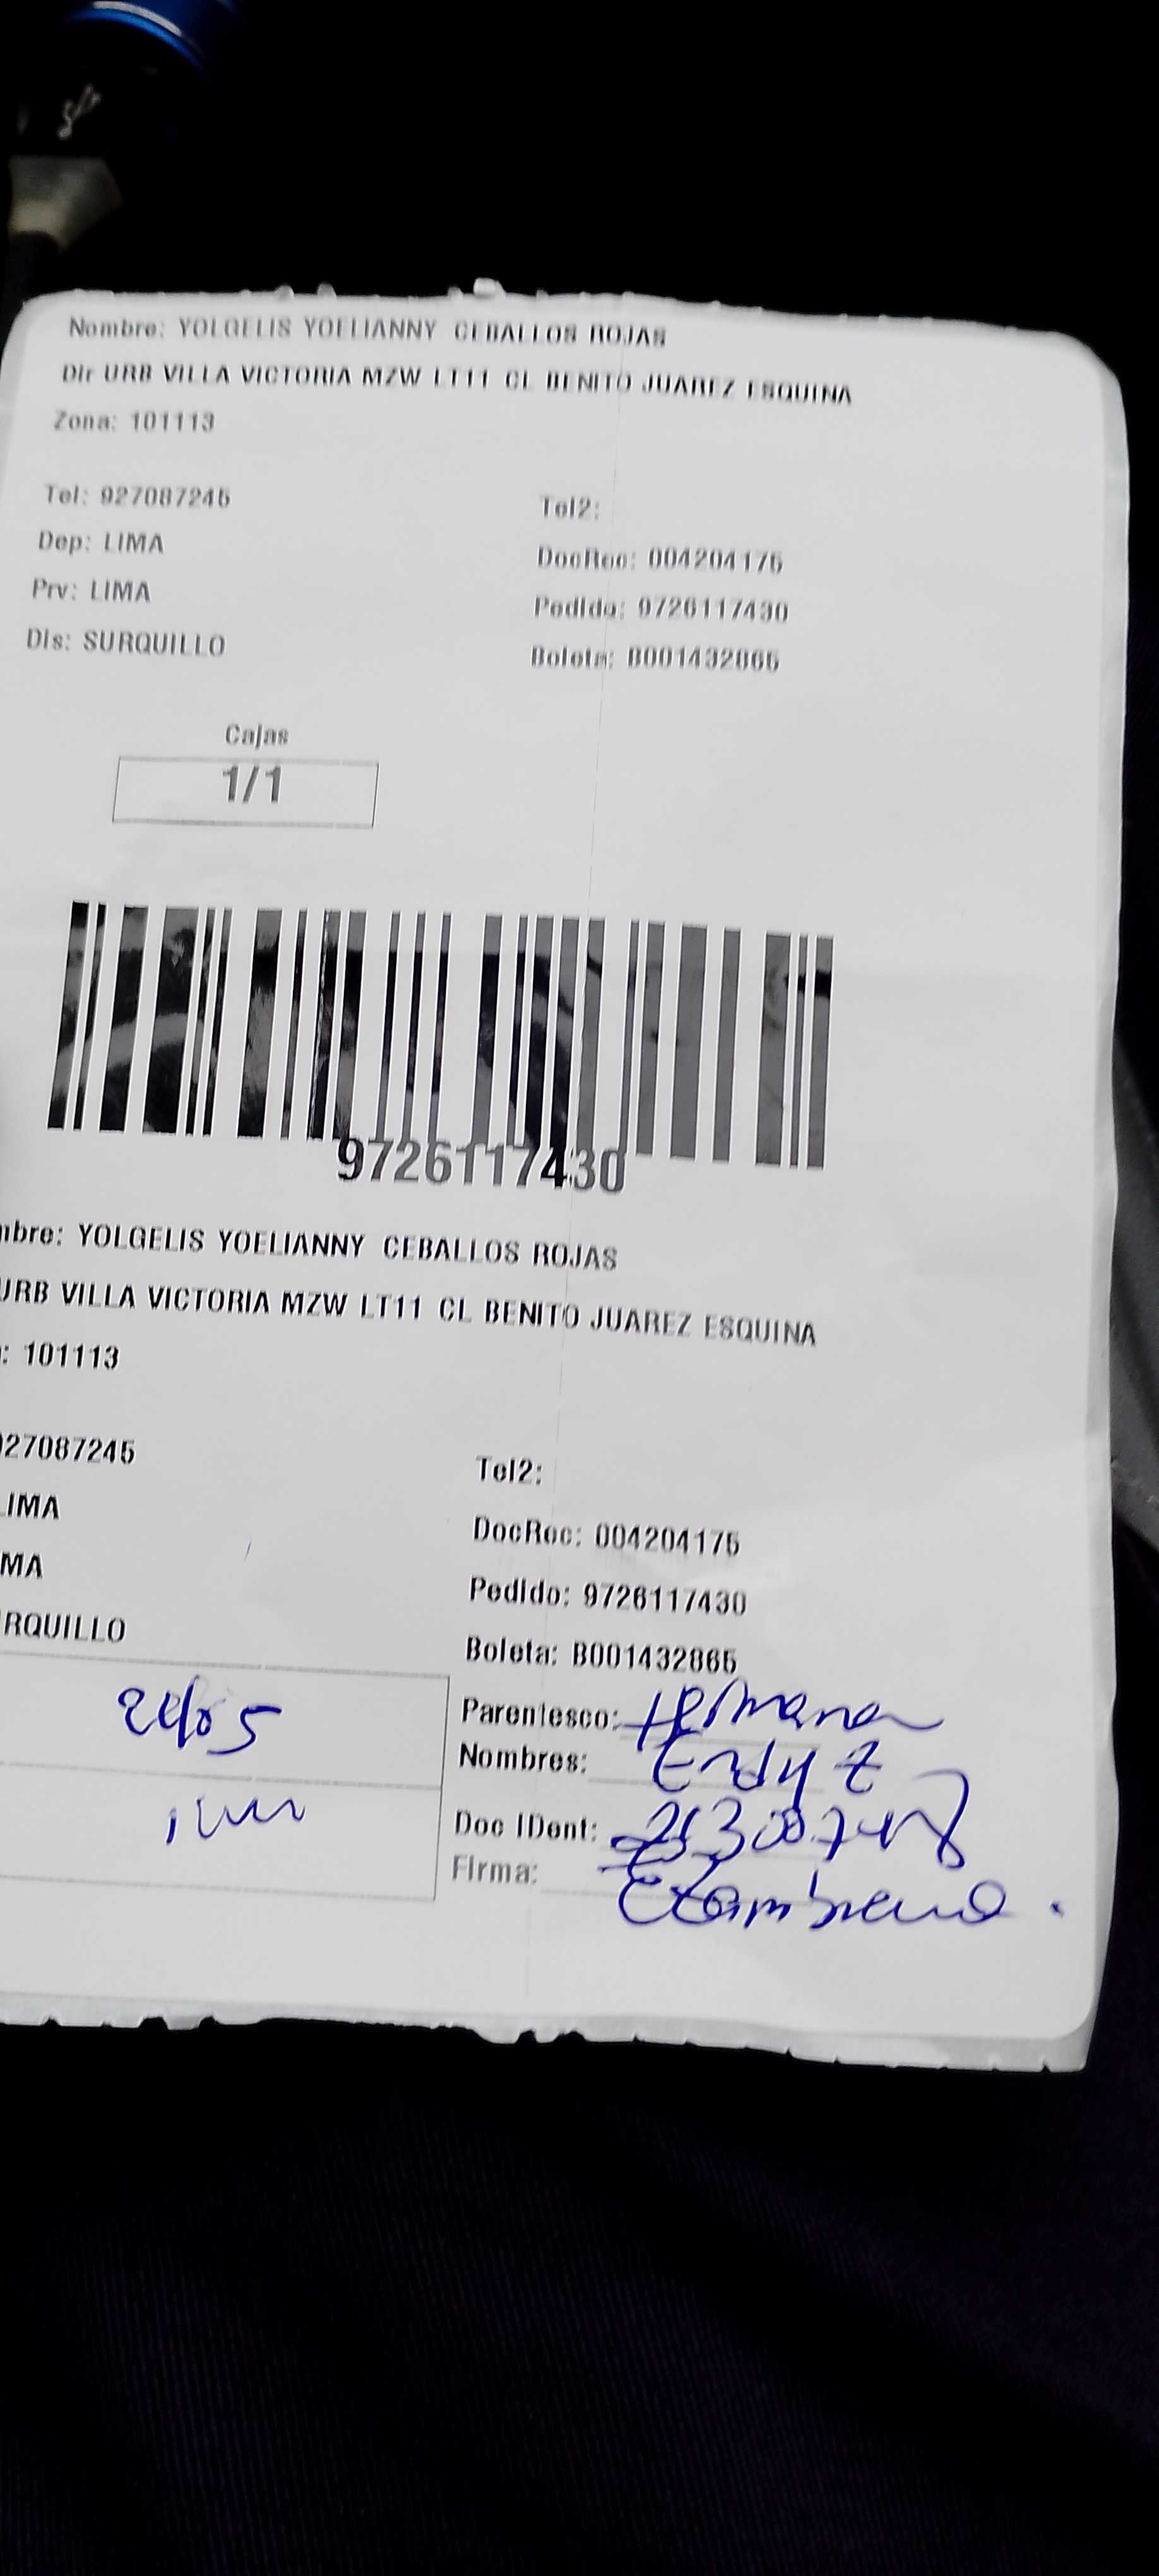 Nombre: YOLGELIS YOELIANNY CEBALLOS ROJAS
Dir URB VILLA VICTORIA MZW LT11 CL BENITO JUAREZ ESQUINA
Zona: 101113
Tel: 927087245
Tel2:
Dep: LIMA
DocRec: 004204175
Prv: LIMA
Pedido: 9726117430
Dis: SURQUILLO
Boleta: B001432865
Cajas
1/1
9726117430
mbre: YOLGELIS YOELIANNY CEBALLOS ROJAS
URB VILLA VICTORIA MZW LT11 CL BENITO JUAREZ ESQUINA
: 101113
927087245
Tel2:
LIMA
DocRec: 004204175
MA
Pedido: 9726117430
RQUILLO
Boleta: B001432865
Parentesco: Hermana
Nombres:
Doc IDent:
Firma: